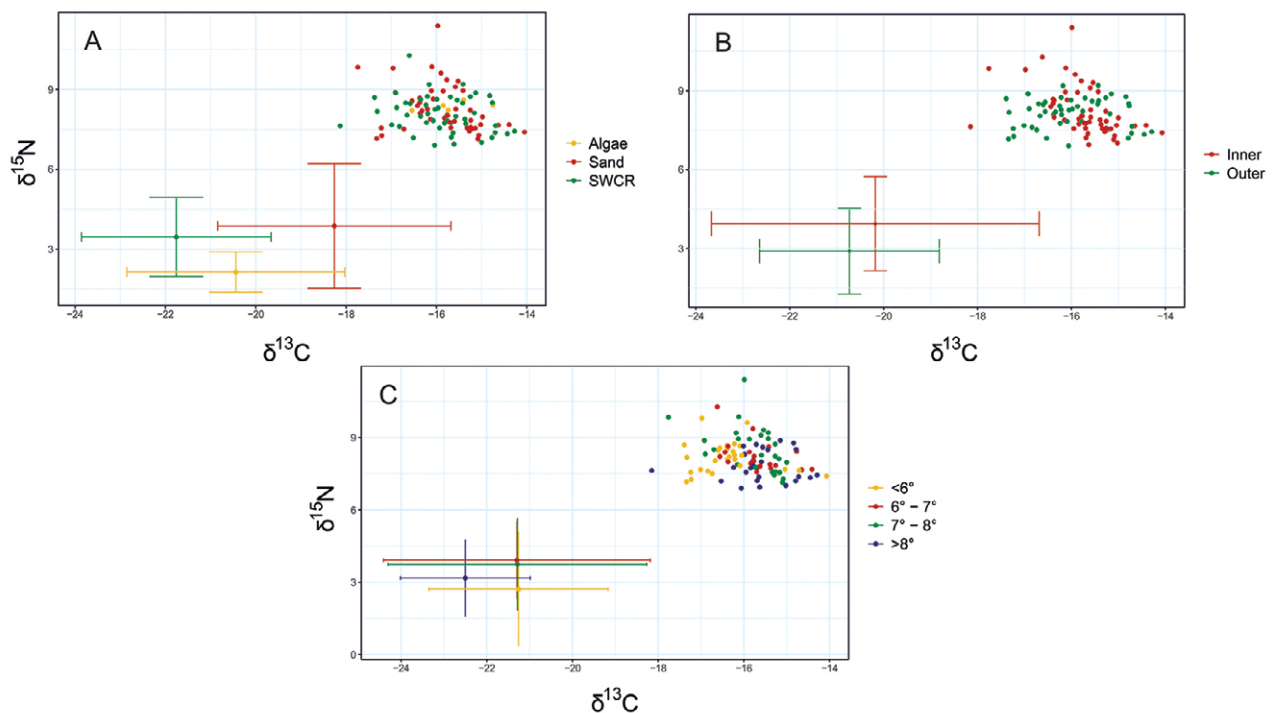 A
δ15N
9
6
3
−24
−22
−20
−18
−16
−14
δ13C
Algae
Sand
SWCR
B
δ15N
9
6
3
−24
−22
−20
−18
−16
−14
δ13C
Inner
Outer
C
δ15N
9
6
3
0
−24
−22
−20
−18
−16
−14
δ13C
<6°
6° − 7°
7° − 8°
>8°